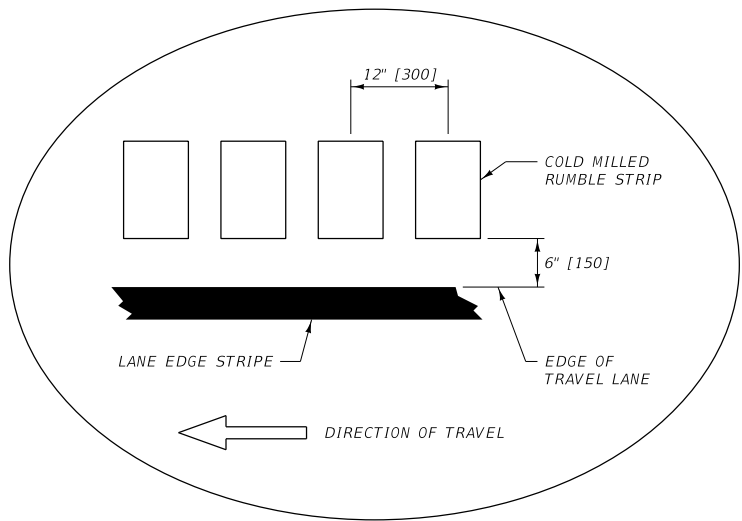 12" [300]
COLD MILLED
RUMBLE STRIP
6" [150]
LANE EDGE STRIPE
EDGE OF
TRAVEL LANE
DIRECTION OF TRAVEL